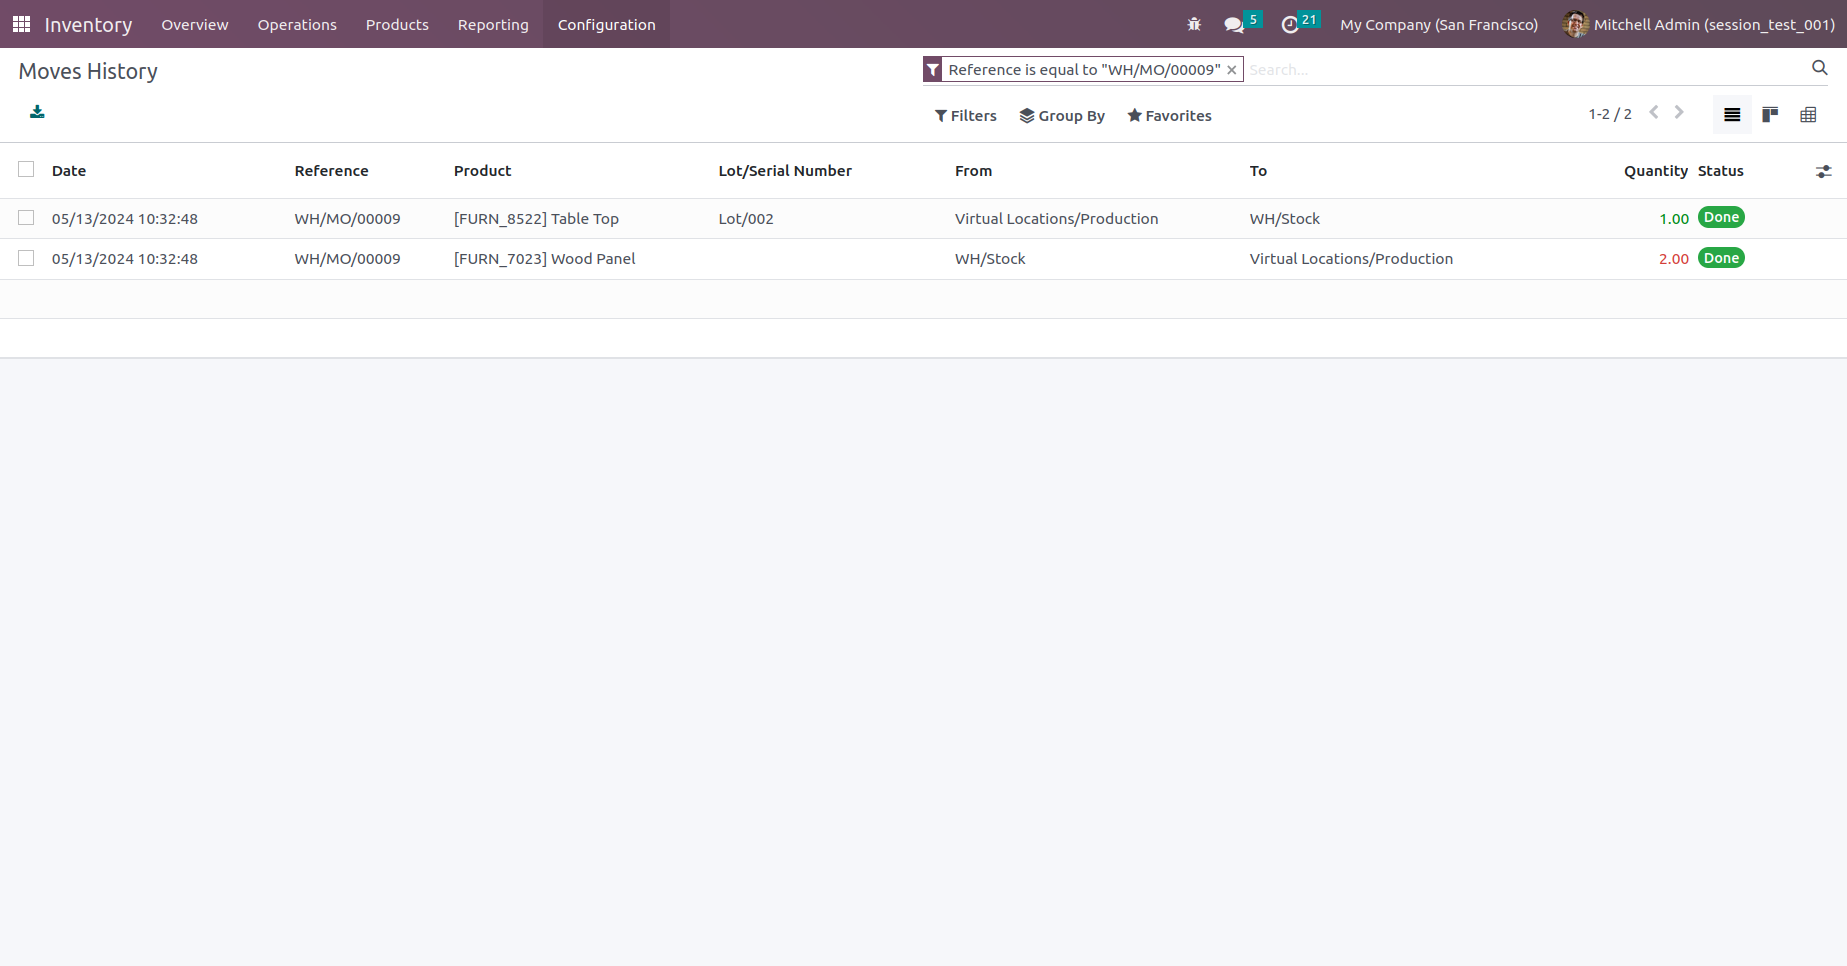 Inventory Overview Operations Products Reporting Configuration 5 21 My Company (San Francisco) Mitchell Admin (session_test_001)
Moves History
Reference is equal to "WH/MO/00009" × Search...
Filters Group By Favorites 1-2 / 2
Date Reference Product Lot/Serial Number From To Quantity Status
05/13/2024 10:32:48 WH/MO/00009 [FURN_8522] Table Top Lot/002 Virtual Locations/Production WH/Stock 1.00 Done
05/13/2024 10:32:48 WH/MO/00009 [FURN_7023] Wood Panel WH/Stock Virtual Locations/Production 2.00 Done